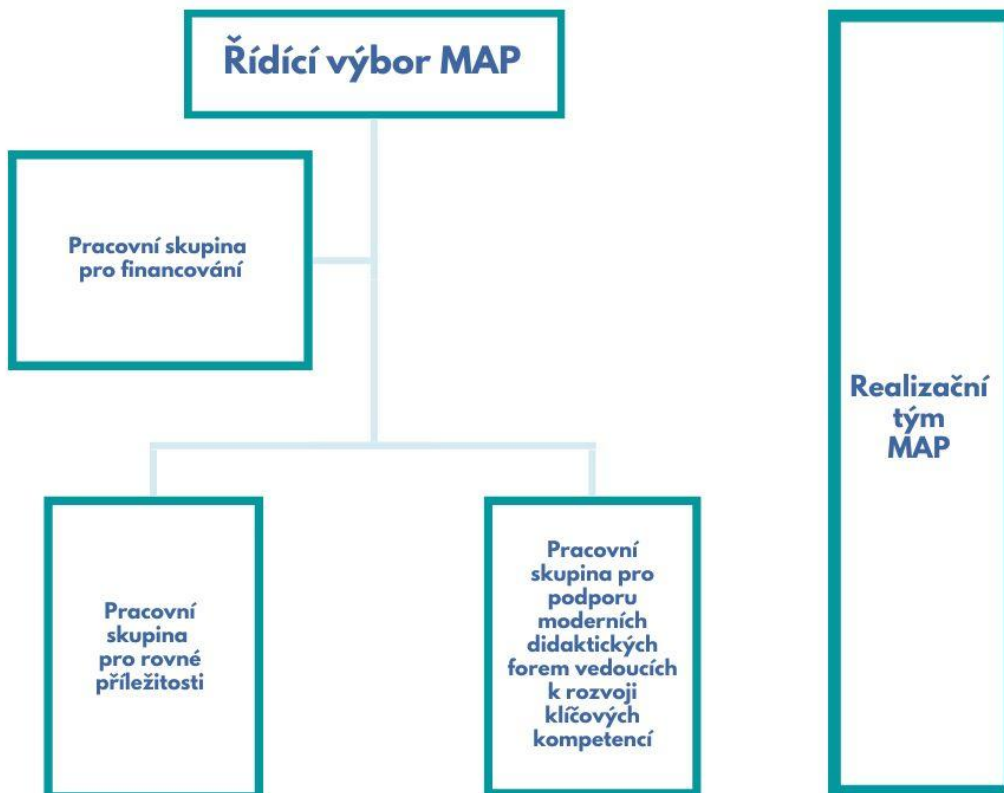 Řídící výbor MAP
Pracovní skupina
pro financování
Pracovní
skupina
pro rovné
příležitosti
Pracovní
skupina pro
podporu
moderních
didaktických
forem vedoucích
k rozvoji
klíčových
kompetencí
Realizační
tým
MAP